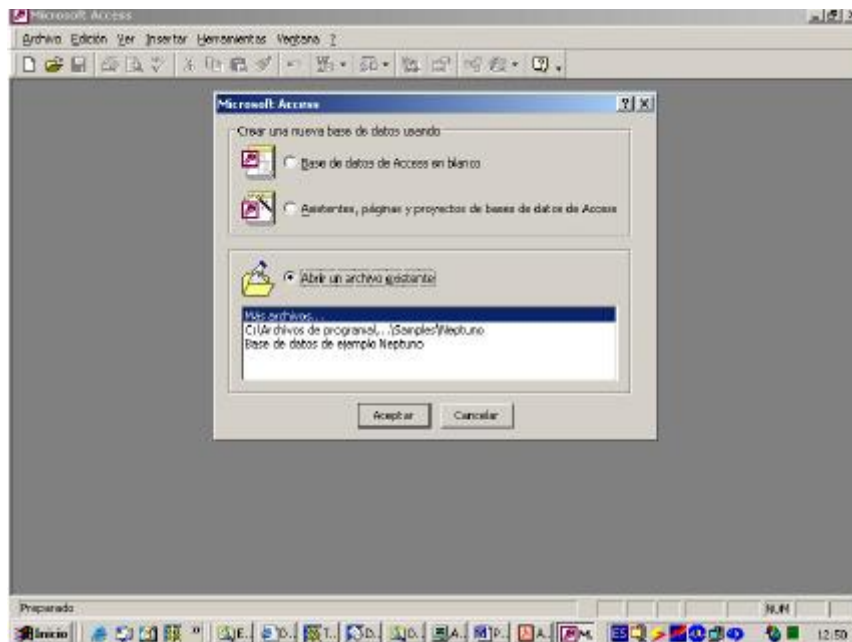 Microsoft Access
Archivo Edición Ver Insertar Herramientas Ventana ?
Microsoft Access
Crear una nueva base de datos usando
Base de datos de Access en blanco
Asistentes, páginas y proyectos de bases de datos de Access
Abrir un archivo existente
Más archivos...
C:\Archivos de programa\...\Samples\Neptuno
Base de datos de ejemplo Neptuno
Aceptar Cancelar
Preparado NUM
Inicio E.. D.. T.. D.. D.. A.. P.. A.. M. ES 12:50